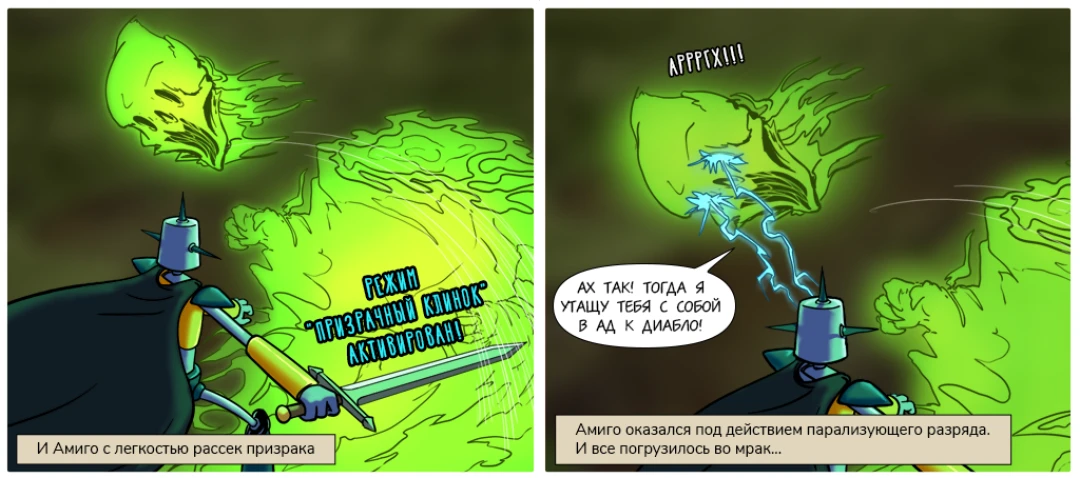 РЕЖИМ
"ПРИЗРАЧНЫЙ КЛИНОК"
АКТИВИРОВАН!
И Амиго с легкостью рассек призрака
АРРРГХ!!!
АХ ТАК! ТОГДА Я
УТАЩУ ТЕБЯ С СОБОЙ
В АД К ДИАБЛО!
Амиго оказался под действием парализующего разряда.
И все погрузилось во мрак...